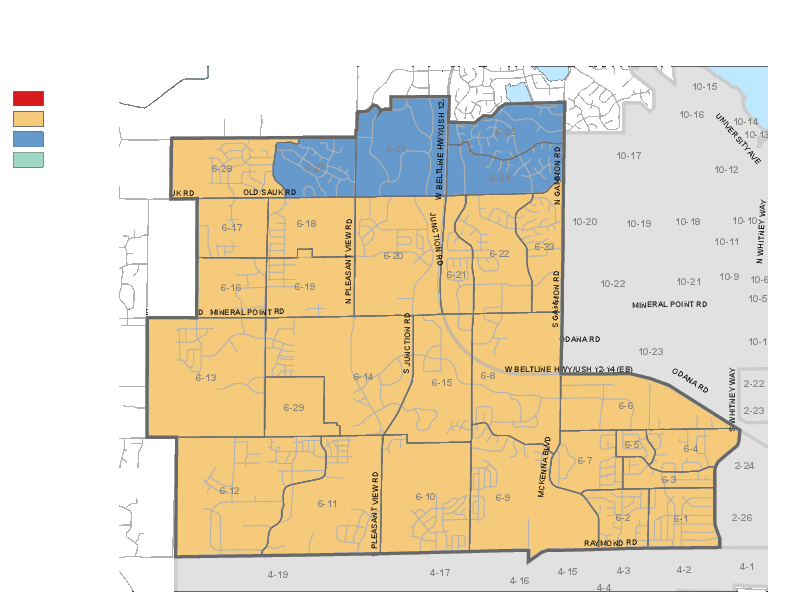 10-15
10-16
10-14
UNIVERSITY AVE
10-13
W BELTLINE HWY/USH 12.
10-17
10-12
N GAMMON RD
6-28
6-24
JK RD
OLD SAUK RD
N WHITNEY WAY
6-17
6-18
10-20
10-19
10-18
10-10
JUNCTION RD
10-11
6-20
6-22
6-23
N PLEASANT VIEW RD
6-21
10-22
10-21
10-9
10-6
6-16
6-19
S GAMMON RD
10-5
D MINERAL POINT RD
MINERAL POINT RD
S JUNCTION RD
ODANA RD
10-1
10-23
W BELTLINE HWY/USH 12-14 (EB)
6-13
6-14
6-15
6-8
ODANA RD
S WHITNEY WAY
2-22
6-29
6-6
2-23
6-5
6-4
MCKENNA BLVD
6-7
2-24
6-3
6-12
6-11
PLEASANT VIEW RD
6-10
6-9
6-2
6-1
2-26
RAYMOND RD
4-19
4-17
4-16
4-15
4-3
4-2
4-1
4-4